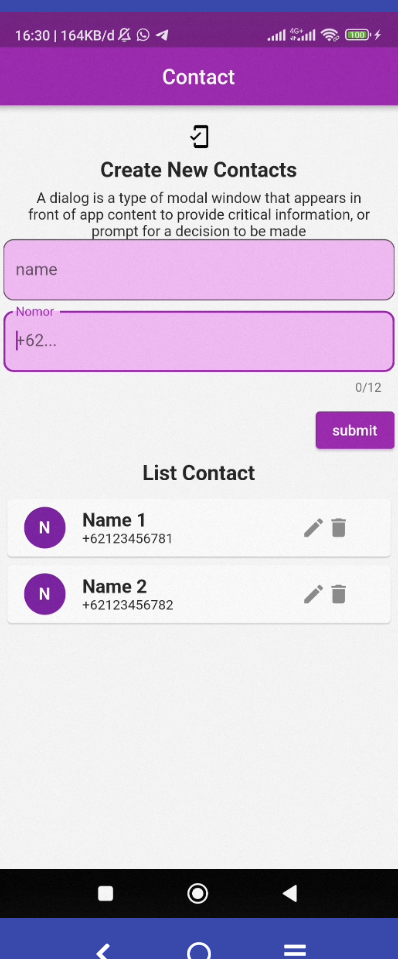 16:30 | 164KB/d
4G+
100
Contact
Create New Contacts
A dialog is a type of modal window that appears in
front of app content to provide critical information, or
prompt for a decision to be made
name
Nomor
+62...
0/12
submit
List Contact
N
Name 1
+62123456781
N
Name 2
+62123456782